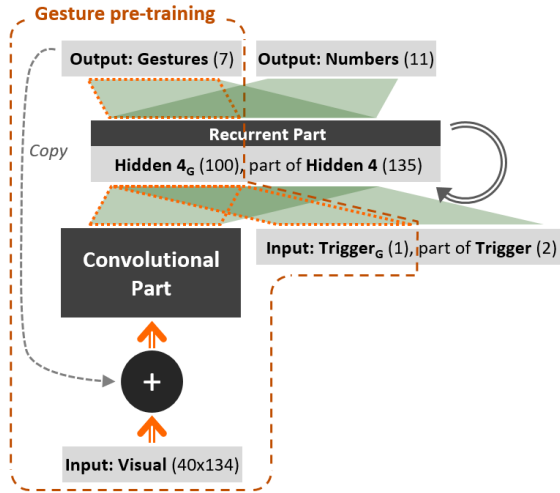 Gesture pre-training
Output: Gestures (7)
Output: Numbers (11)
Copy
Recurrent Part
Hidden 4G (100), part of Hidden 4 (135)
Convolutional
Part
Input: TriggerG (1), part of Trigger (2)
+
Input: Visual (40x134)